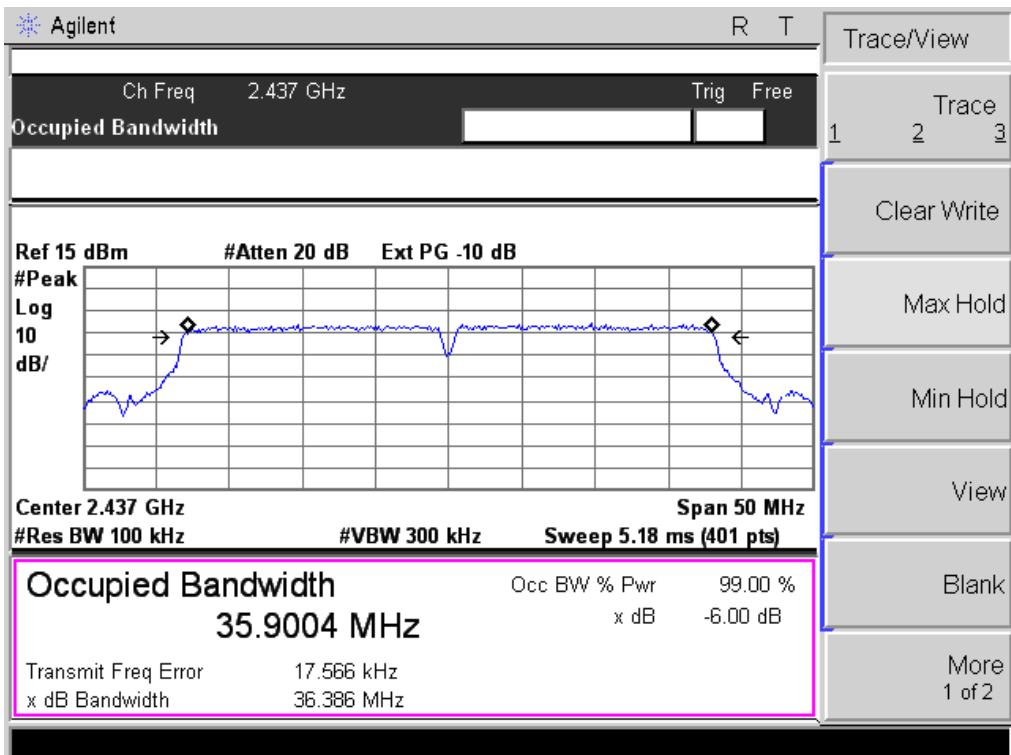 Agilent R T
Ch Freq 2.437 GHz Trig Free
Occupied Bandwidth
Ref 15 dBm #Atten 20 dB Ext PG -10 dB
#Peak
Log
10
dB/
Center 2.437 GHz Span 50 MHz
#Res BW 100 kHz #VBW 300 kHz Sweep 5.18 ms (401 pts)
Occupied Bandwidth Occ BW % Pwr 99.00 %
35.9004 MHz x dB -6.00 dB
Transmit Freq Error 17.566 kHz
x dB Bandwidth 36.386 MHz
Trace/View
Trace
1 2 3
Clear Write
Max Hold
Min Hold
View
Blank
More
1 of 2